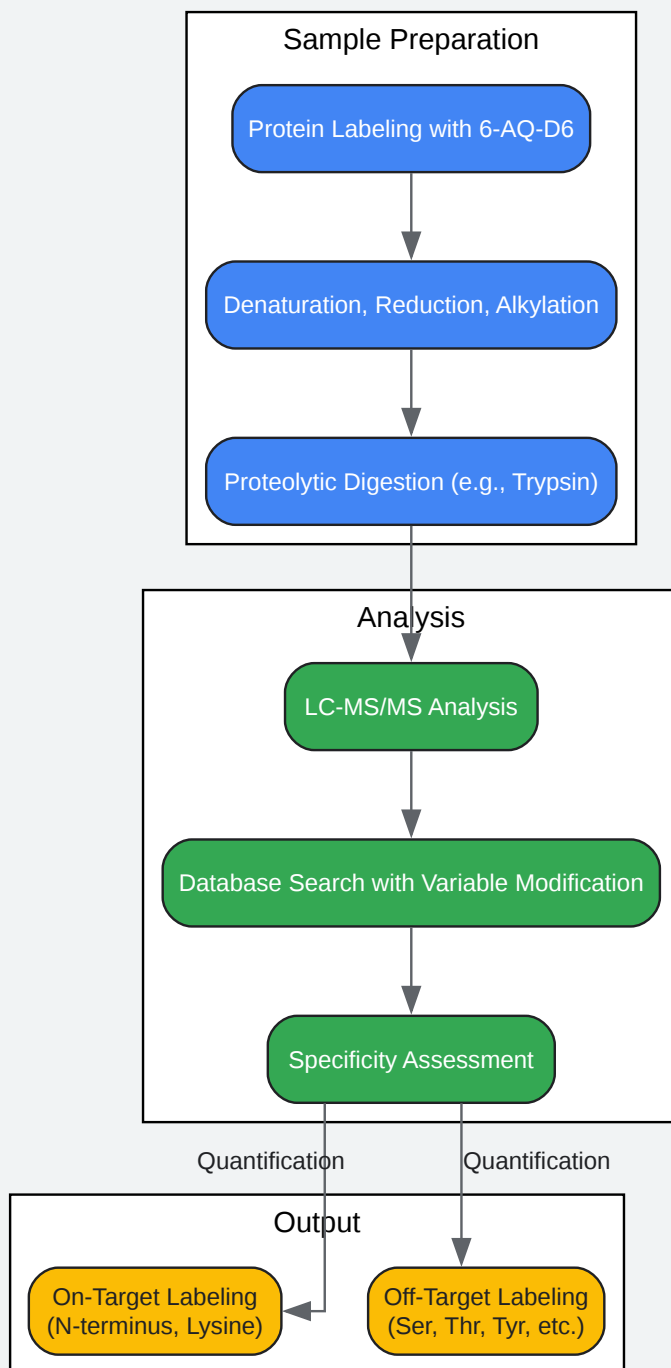 Sample Preparation
Protein Labeling with 6-AQ-D6
Denaturation, Reduction, Alkylation
Proteolytic Digestion (e.g., Trypsin)
Analysis
LC-MS/MS Analysis
Database Search with Variable Modification
Specificity Assessment
Quantification
Quantification
Output
On-Target Labeling
(N-terminus, Lysine)
Off-Target Labeling
(Ser, Thr, Tyr, etc.)